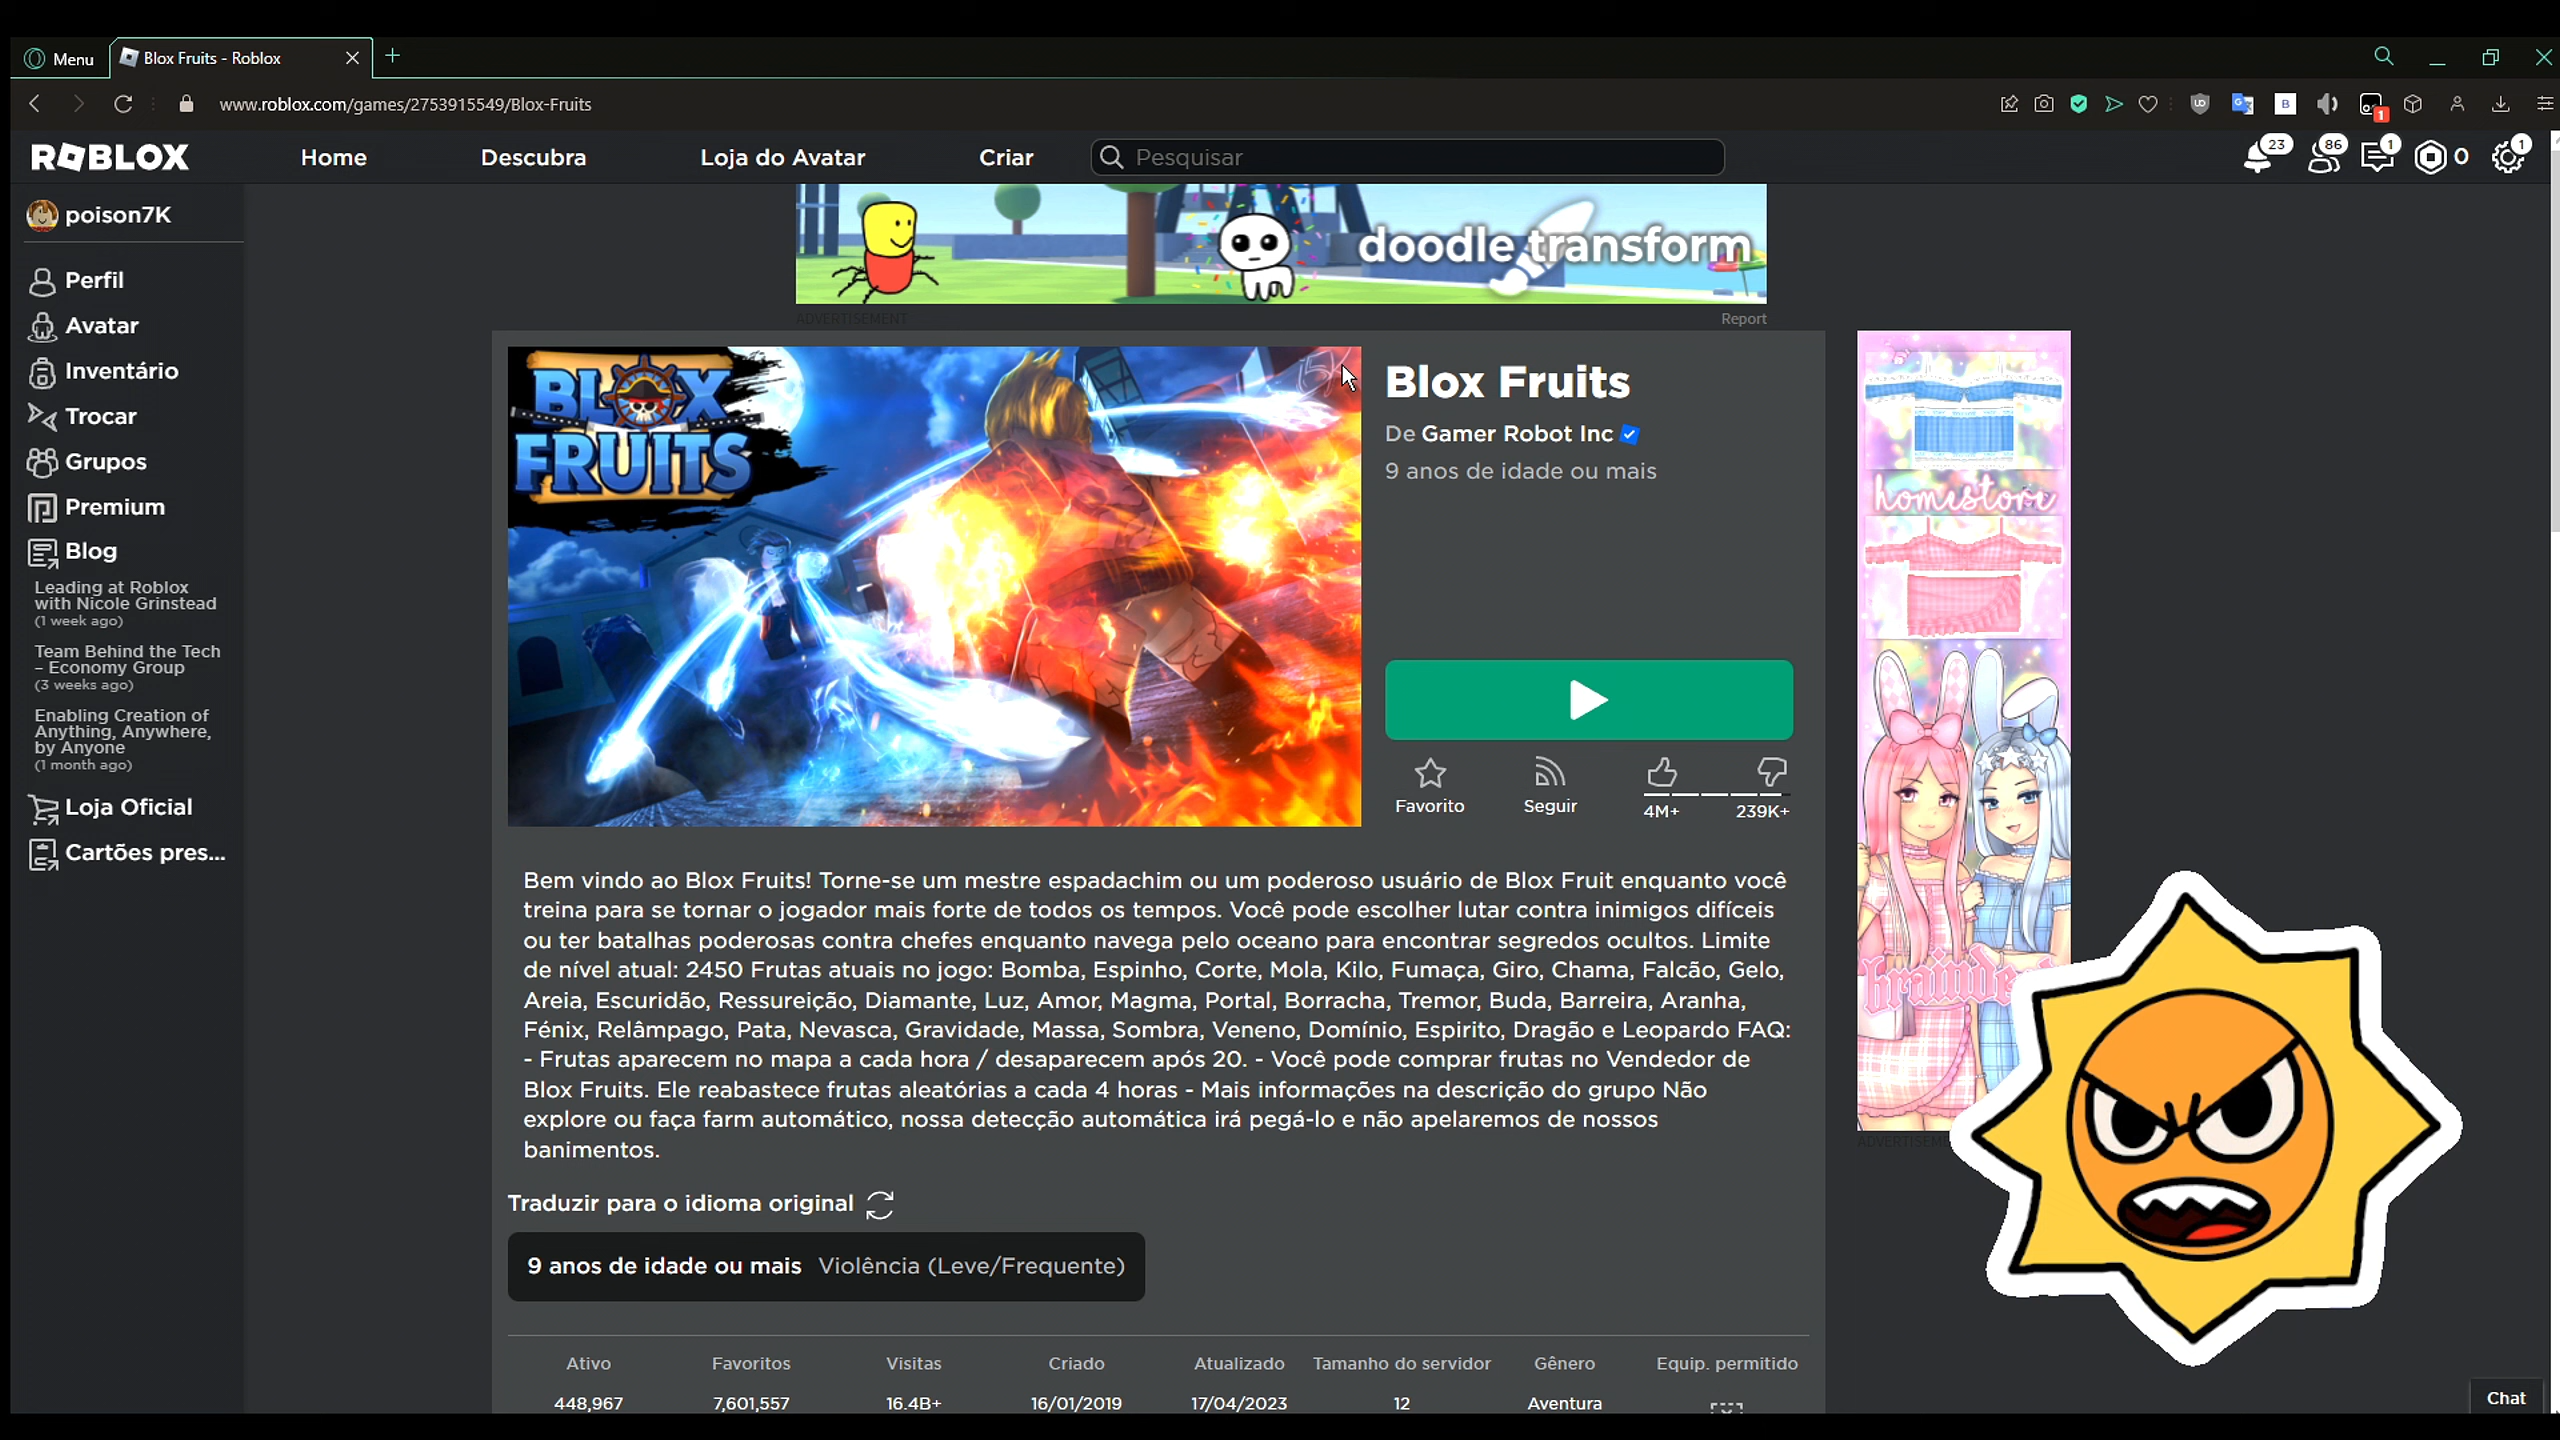 Menu
Blox Fruits - Roblox
www.roblox.com/games/2753915549/Blox-Fruits
1
ROBLOX
Home
Descubra
Loja do Avatar
Criar
Pesquisar
23
86
1
0
1
poison7K
Perfil
Avatar
Inventário
Trocar
Grupos
Premium
Blog
Leading at Roblox
with Nicole Grinstead
(1 week ago)
Team Behind the Tech
– Economy Group
(3 weeks ago)
Enabling Creation of
Anything, Anywhere,
by Anyone
(1 month ago)
Loja Oficial
Cartões pres...
doodle transform
ADVERTISEMENT
Report
BLOX
FRUITS
Blox Fruits
De Gamer Robot Inc
9 anos de idade ou mais
Favorito
Seguir
4M+
239K+
Bem vindo ao Blox Fruits! Torne-se um mestre espadachim ou um poderoso usuário de Blox Fruit enquanto você
treina para se tornar o jogador mais forte de todos os tempos. Você pode escolher lutar contra inimigos difíceis
ou ter batalhas poderosas contra chefes enquanto navega pelo oceano para encontrar segredos ocultos. Limite
de nível atual: 2450 Frutas atuais no jogo: Bomba, Espinho, Corte, Mola, Kilo, Fumaça, Giro, Chama, Falcão, Gelo,
Areia, Escuridão, Ressureição, Diamante, Luz, Amor, Magma, Portal, Borracha, Tremor, Buda, Barreira, Aranha,
Fénix, Relâmpago, Pata, Nevasca, Gravidade, Massa, Sombra, Veneno, Domínio, Espirito, Dragão e Leopardo FAQ:
- Frutas aparecem no mapa a cada hora / desaparecem após 20. - Você pode comprar frutas no Vendedor de
Blox Fruits. Ele reabastece frutas aleatórias a cada 4 horas - Mais informações na descrição do grupo Não
explore ou faça farm automático, nossa detecção automática irá pegá-lo e não apelaremos de nossos
banimentos.
Traduzir para o idioma original
9 anos de idade ou mais Violência (Leve/Frequente)
Ativo
Favoritos
Visitas
Criado
Atualizado
Tamanho do servidor
Gênero
Equip. permitido
448,967
7,601,557
16.4B+
16/01/2019
17/04/2023
12
Aventura
homestore
Chat